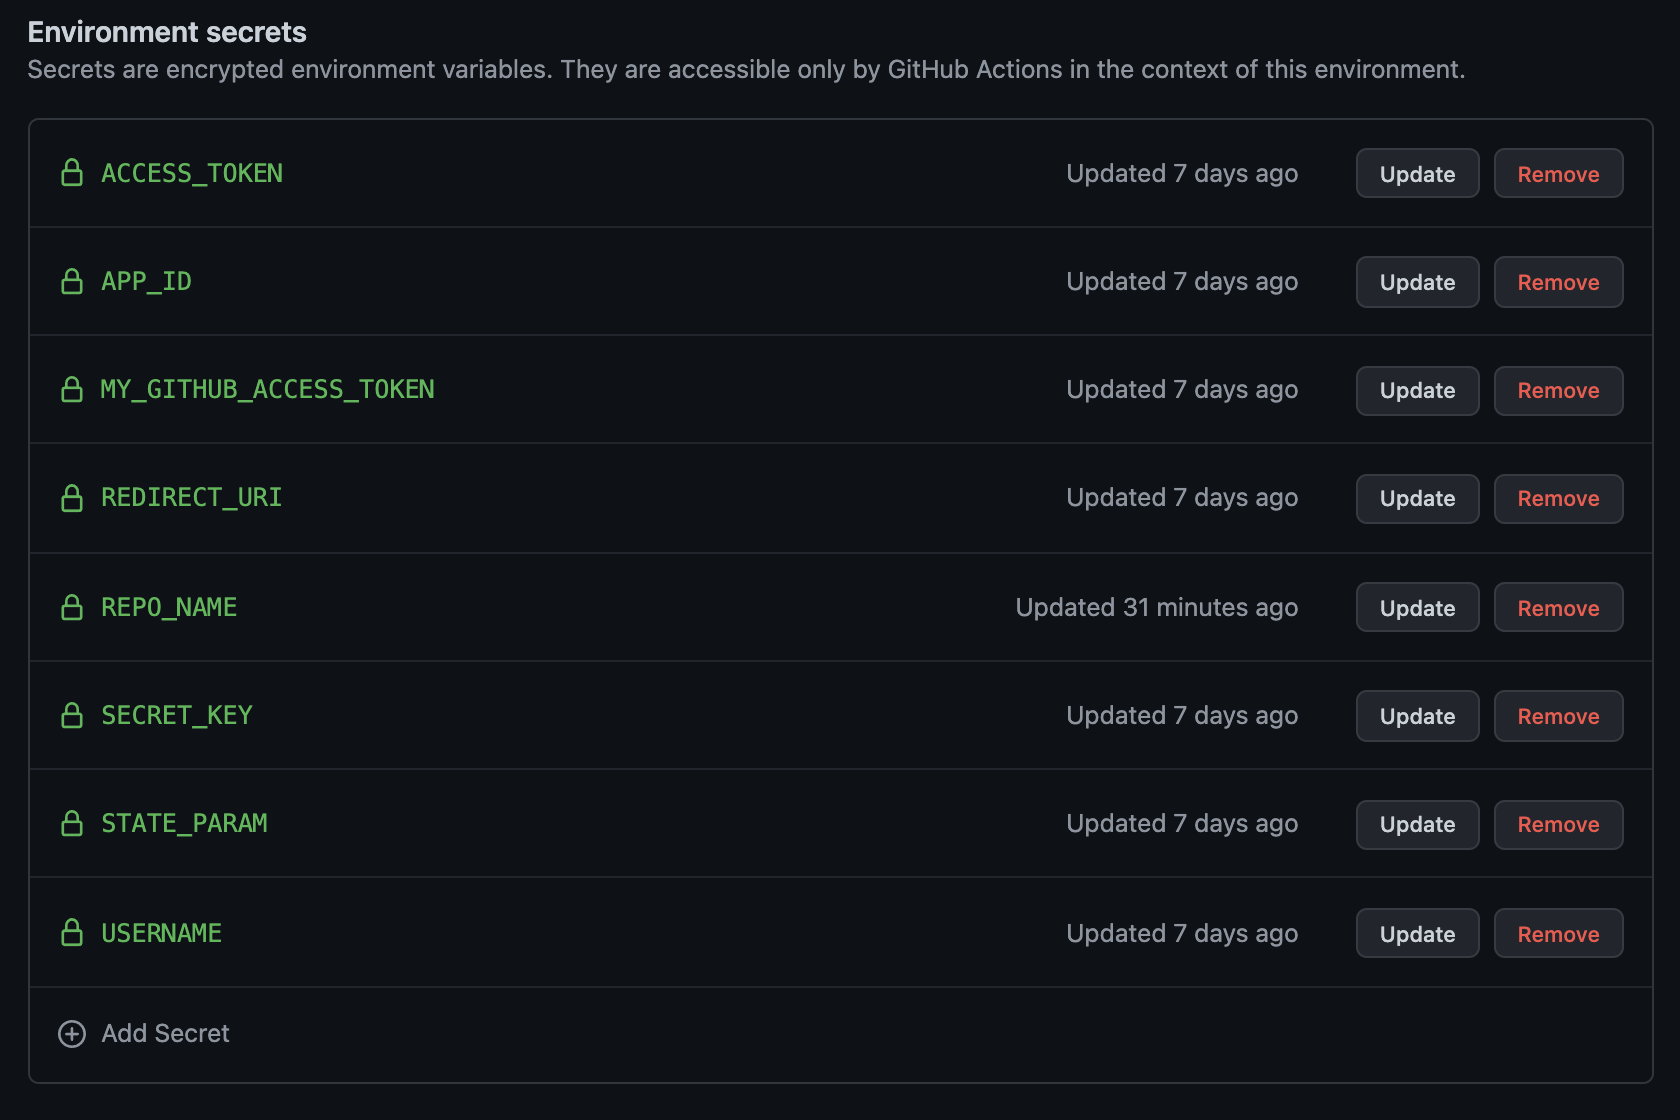 Environment secrets
Secrets are encrypted environment variables. They are accessible only by GitHub Actions in the context of this environment.
ACCESS_TOKEN Updated 7 days ago Update Remove
APP_ID Updated 7 days ago Update Remove
MY_GITHUB_ACCESS_TOKEN Updated 7 days ago Update Remove
REDIRECT_URI Updated 7 days ago Update Remove
REPO_NAME Updated 31 minutes ago Update Remove
SECRET_KEY Updated 7 days ago Update Remove
STATE_PARAM Updated 7 days ago Update Remove
USERNAME Updated 7 days ago Update Remove
Add Secret